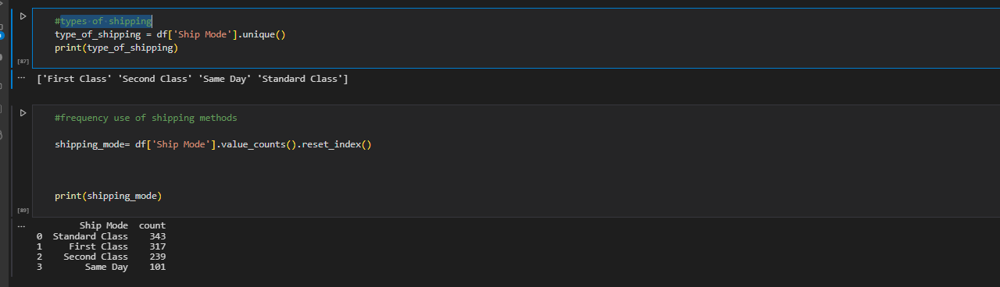 #types of shipping
type_of_shipping = df['Ship Mode'].unique()
print(type_of_shipping)
[87]
... ['First Class' 'Second Class' 'Same Day' 'Standard Class']
#frequency use of shipping methods
shipping_mode= df['Ship Mode'].value_counts().reset_index()
print(shipping_mode)
[89]
... Ship Mode count
0 Standard Class 343
1 First Class 317
2 Second Class 239
3 Same Day 101